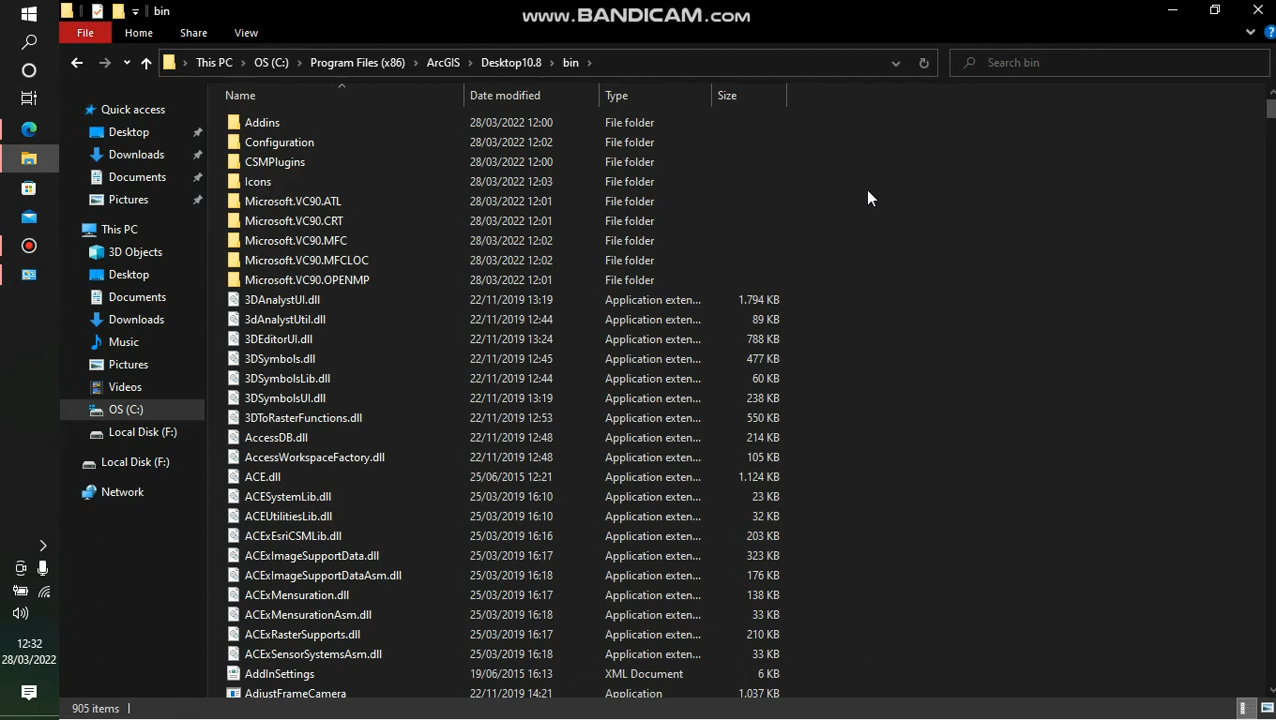 bin
WWW.BANDICAM.COM
File Home Share View
This PC > OS (C:) > Program Files (x86) > ArcGIS > Desktop10.8 > bin >
Search bin
Name Date modified Type Size
Quick access
Desktop
Downloads
Documents
Pictures
This PC
3D Objects
Desktop
Documents
Downloads
Music
Pictures
Videos
OS (C:)
Local Disk (F:)
Local Disk (F:)
Network
Addins 28/03/2022 12:00 File folder
Configuration 28/03/2022 12:02 File folder
CSMPlugins 28/03/2022 12:00 File folder
Icons 28/03/2022 12:03 File folder
Microsoft.VC90.ATL 28/03/2022 12:01 File folder
Microsoft.VC90.CRT 28/03/2022 12:01 File folder
Microsoft.VC90.MFC 28/03/2022 12:02 File folder
Microsoft.VC90.MFCLOC 28/03/2022 12:02 File folder
Microsoft.VC90.OPENMP 28/03/2022 12:01 File folder
3DAnalystUI.dll 22/11/2019 13:19 Application exten... 1.794 KB
3dAnalystUtil.dll 22/11/2019 12:44 Application exten... 89 KB
3DEditorUI.dll 22/11/2019 13:24 Application exten... 788 KB
3DSymbols.dll 22/11/2019 12:45 Application exten... 477 KB
3DSymbolsLib.dll 22/11/2019 12:44 Application exten... 60 KB
3DSymbolsUI.dll 22/11/2019 13:19 Application exten... 238 KB
3DToRasterFunctions.dll 22/11/2019 12:53 Application exten... 550 KB
AccessDB.dll 22/11/2019 12:48 Application exten... 214 KB
AccessWorkspaceFactory.dll 22/11/2019 12:48 Application exten... 105 KB
ACE.dll 25/06/2015 12:21 Application exten... 1.124 KB
ACESystemLib.dll 25/03/2019 16:10 Application exten... 23 KB
ACEUtilitiesLib.dll 25/03/2019 16:10 Application exten... 32 KB
ACExEsriCSMLib.dll 25/03/2019 16:16 Application exten... 203 KB
ACExImageSupportData.dll 25/03/2019 16:17 Application exten... 323 KB
ACExImageSupportDataAsm.dll 25/03/2019 16:18 Application exten... 176 KB
ACExMensuration.dll 25/03/2019 16:17 Application exten... 138 KB
ACExMensurationAsm.dll 25/03/2019 16:18 Application exten... 33 KB
ACExRasterSupports.dll 25/03/2019 16:17 Application exten... 210 KB
ACExSensorSystemsAsm.dll 25/03/2019 16:18 Application exten... 33 KB
AddInSettings 19/06/2015 16:13 XML Document 6 KB
AdjustFrameCamera 22/11/2019 14:21 Application 1.037 KB
905 items
12:32
28/03/2022